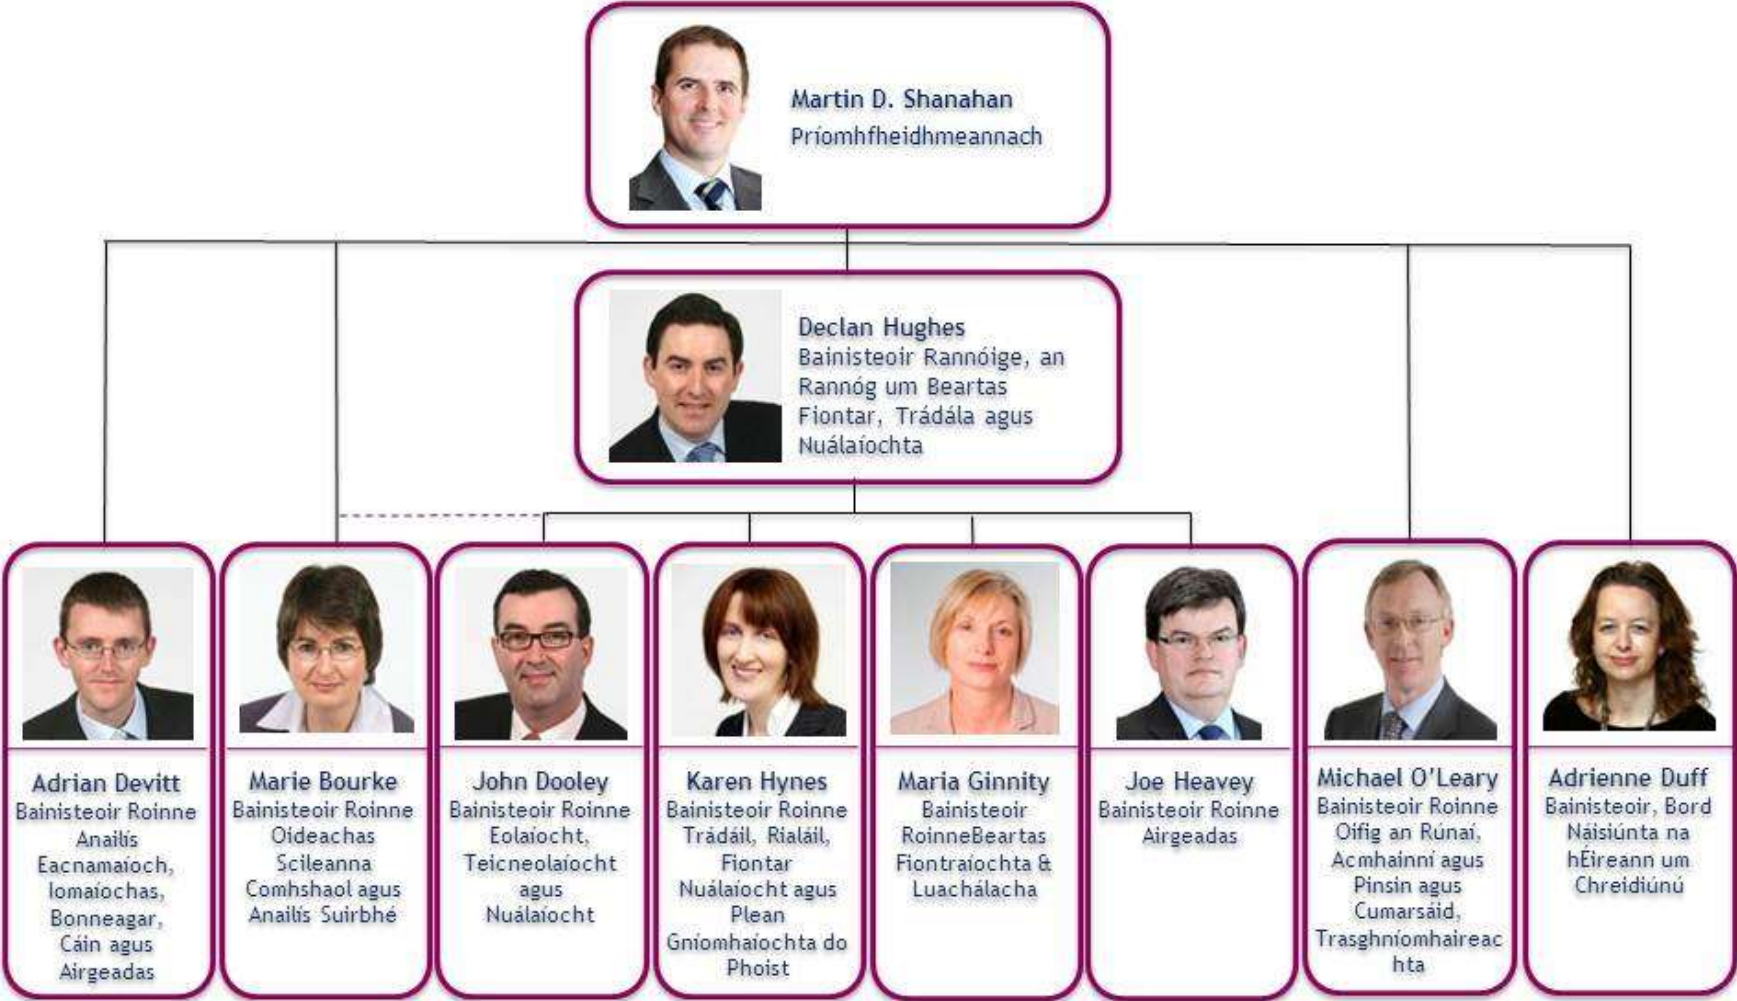 Martin D. Shanahan
Príomhfheidhmeannach
Declan Hughes
Bainisteoir Rannóige, an
Rannóg um Beartas
Fiontar, Trádála agus
Nuálaíochta
Adrian Devitt
Bainisteoir Roinne
Anailís
Eacnamaíoch,
Iomaíochas,
Bonneagar,
Cáin agus
Airgeadas
Marie Bourke
Bainisteoir Roinne
Oideachas
Scileanna
Comhshaol agus
Anailís Suirbhé
John Dooley
Bainisteoir Roinne
Eolaíocht,
Teicneolaíocht
agus
Nuálaíocht
Karen Hynes
Bainisteoir Roinne
Trádáil, Rialáil,
Fiontar
Nuálaíocht agus
Plean
Gníomhaíochta do
Phoist
Maria Ginnity
Bainisteoir
RoinneBeartas
Fiontraíochta &
Luachálacha
Joe Heavey
Bainisteoir Roinne
Airgeadas
Michael O'Leary
Bainisteoir Roinne
Oifig an Rúnaí,
Acmhainní agus
Pinsin agus
Cumarsáid,
Trasghníomhaireac
hta
Adrienne Duff
Bainisteoir, Bord
Náisiúnta na
hÉireann um
Chreidiúnú